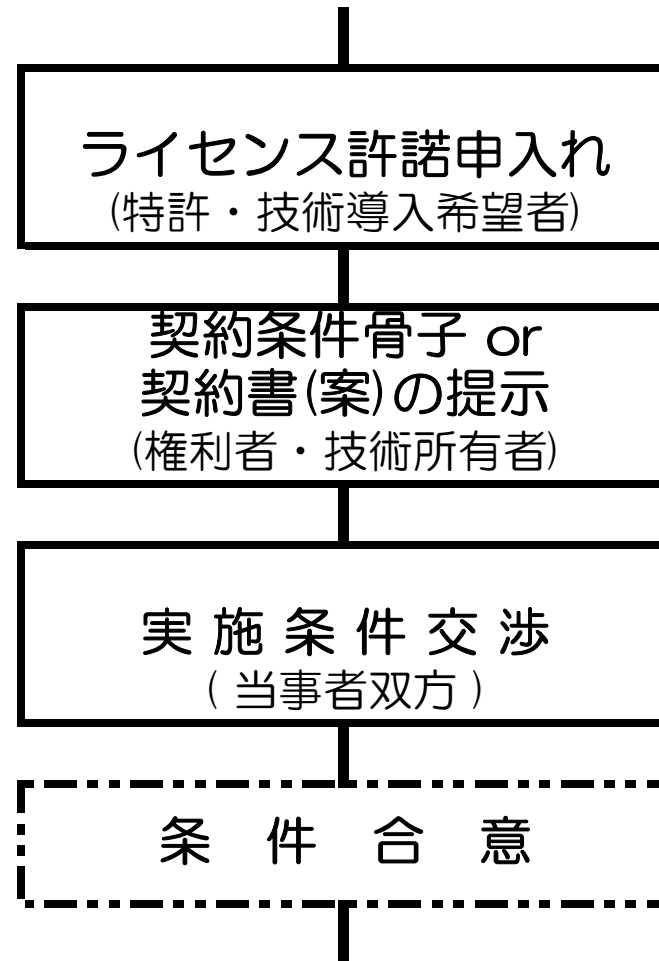 ライセンス許諾申入れ
(特許・技術導入希望者)
契約条件骨子 or
契約書(案)の提示
(権利者・技術所有者)
実 施 条 件 交 渉
( 当事者双方 )
条 件 合 意